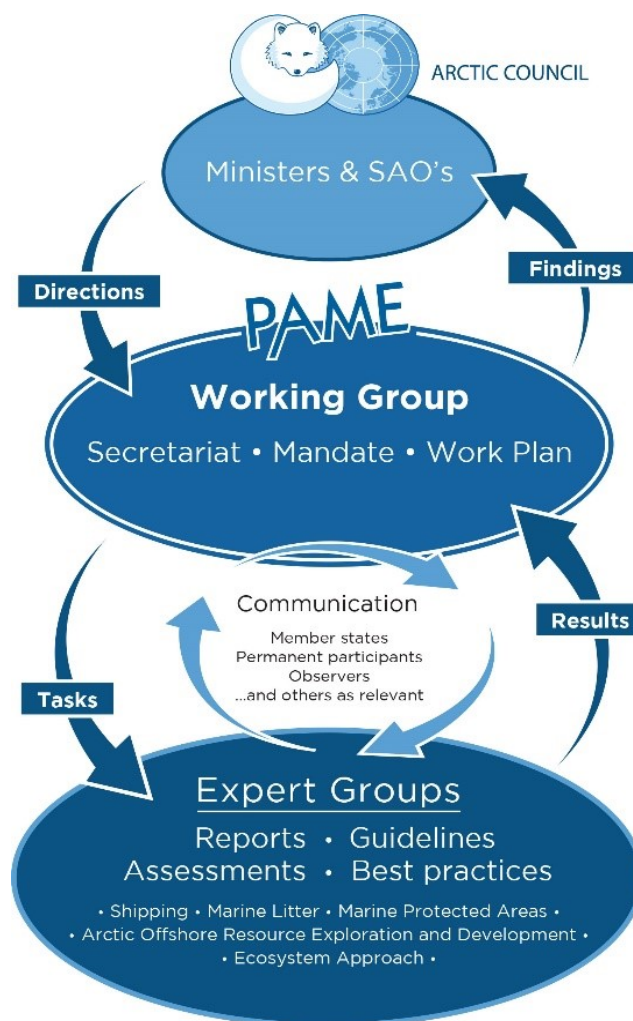 ARCTIC COUNCIL
Ministers & SAO's
Directions
Findings
PAME
Working Group
Secretariat • Mandate • Work Plan
Communication
Member states
Permanent participants
Observers
...and others as relevant
Tasks
Results
Expert Groups
Reports • Guidelines
Assessments • Best practices
• Shipping • Marine Litter • Marine Protected Areas •
• Arctic Offshore Resource Exploration and Development •
• Ecosystem Approach •